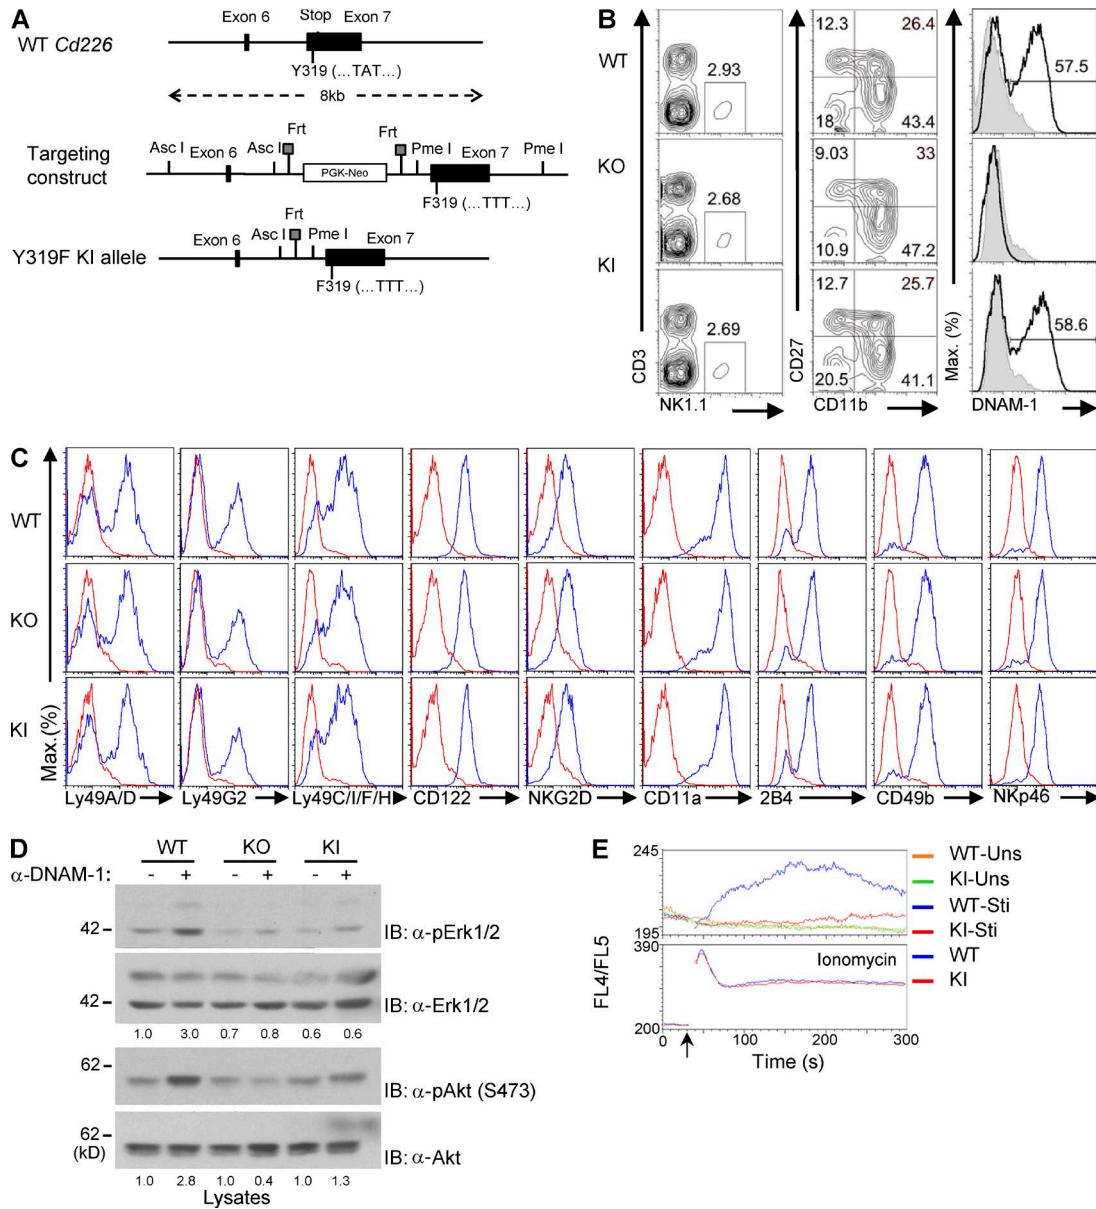 A
WT Cd226
Exon 6
Stop
Exon 7
Y319 (...TAT...)
8kb
Targeting
construct
Asc I
Exon 6
Asc I
Frt
PGK-Neo
Frt
Pme I
Exon 7
Pme I
F319 (...TTT...)
Y319F KI allele
Exon 6
Asc I
Frt
Pme I
Exon 7
F319 (...TTT...)
B
WT
KO
KI
2.93
2.68
2.69
CD3
NK1.1
12.3 26.4
18 43.4
9.03 33
10.9 47.2
12.7 25.7
20.5 41.1
CD27
CD11b
57.5
58.6
Max. (%)
DNAM-1
C
WT
KO
KI
Max.(%)
Ly49A/D Ly49G2 Ly49C/I/F/H CD122 NKG2D CD11a 2B4 CD49b NKp46
D
WT KO KI
α-DNAM-1: - + - + - +
42 IB: α-pErk1/2
42 IB: α-Erk1/2
1.0 3.0 0.7 0.8 0.6 0.6
62 IB: α-pAkt (S473)
62
(kD) IB: α-Akt
1.0 2.8 1.0 0.4 1.0 1.3
Lysates
E
245
195
390
200
FL4/FL5
Ionomycin
0 100 200 300
Time (s)
WT-Uns
KI-Uns
WT-Sti
KI-Sti
WT
KI